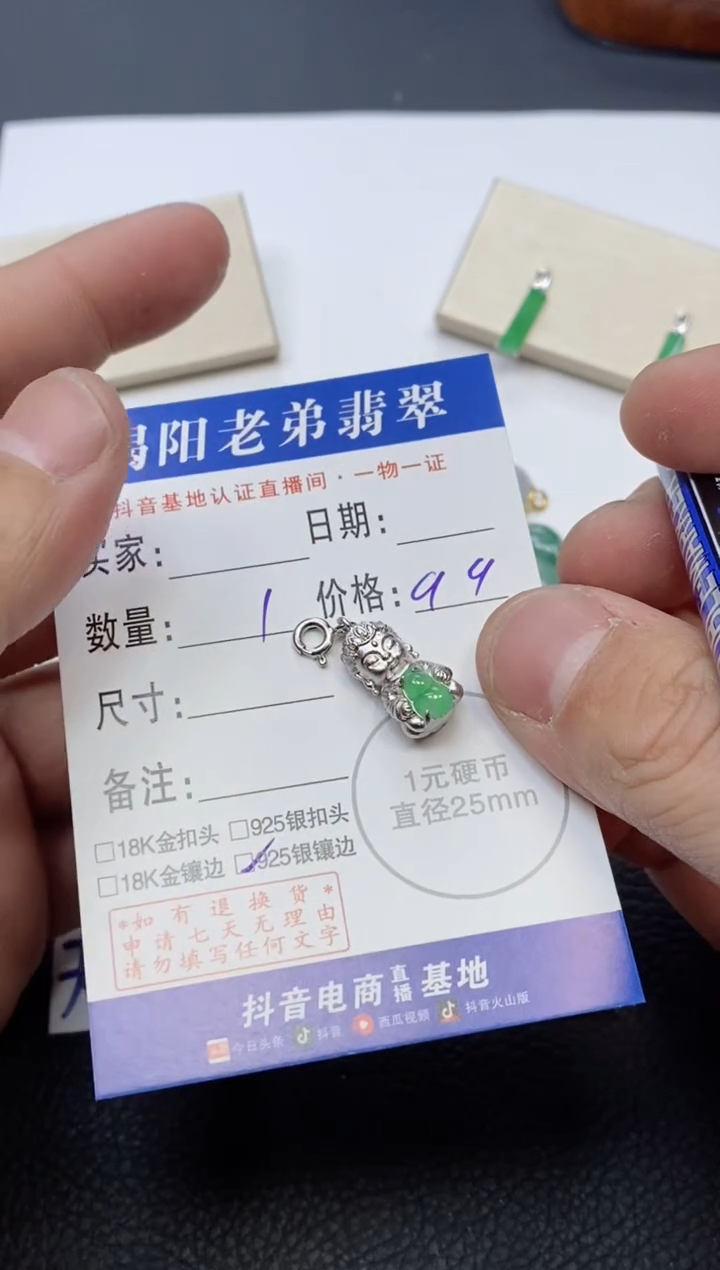 揭阳老弟翡翠
抖音基地认证直播间·一物一证
买家:
日期:
数量: 1
价格: 99
尺寸:
备注:
1元硬币
直径25mm
□18K金扣头 □925银扣头
□18K金镶边 □925银镶边
*如有退换货*
申请七天无理由
请勿填写任何文字
抖音电商直播基地
今日头条 抖音 西瓜视频 抖音火山版